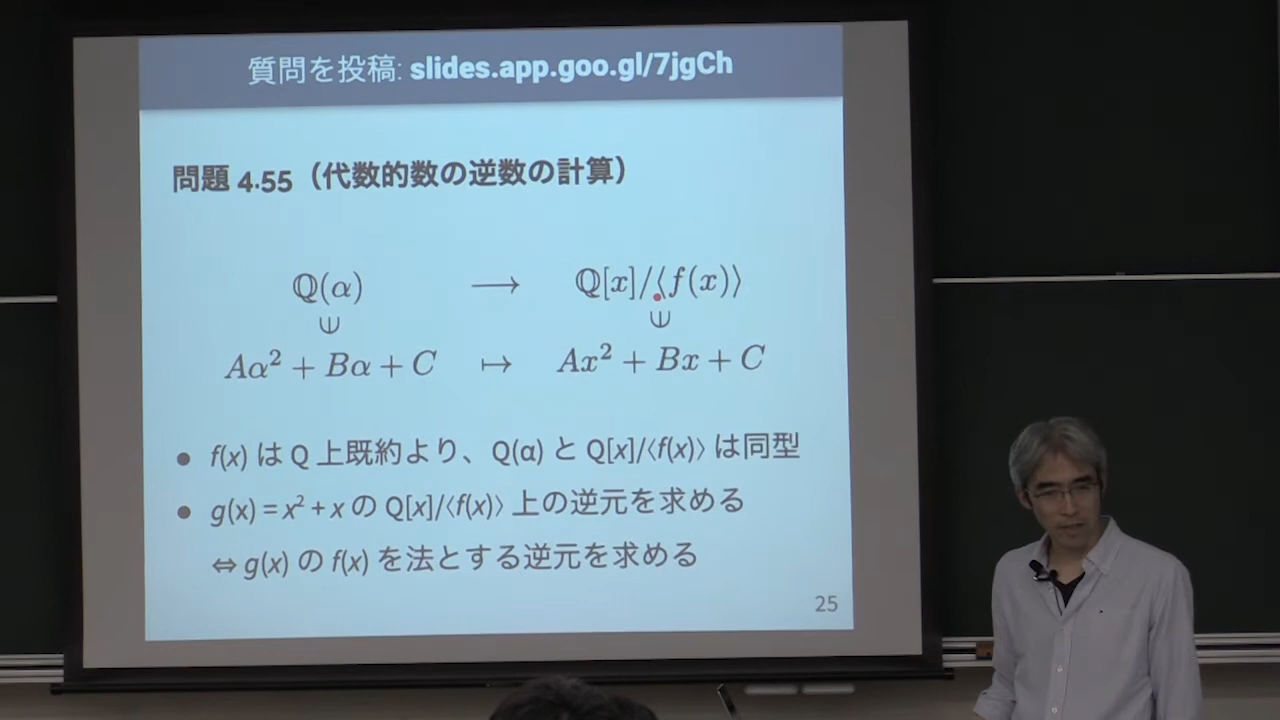 質問を投稿: slides.app.goo.gl/7jgCh
問題 4.55（代数的数の逆数の計算）
ℚ(α) ⟶ ℚ[x]/⟨f(x)⟩
∈ ∈
Aα² + Bα + C ↦ Ax² + Bx + C
● f(x) は Q 上既約より、Q(α) と Q[x]/⟨f(x)⟩ は同型
● g(x) = x² + x の Q[x]/⟨f(x)⟩ 上の逆元を求める
⇔ g(x) の f(x) を法とする逆元を求める
25